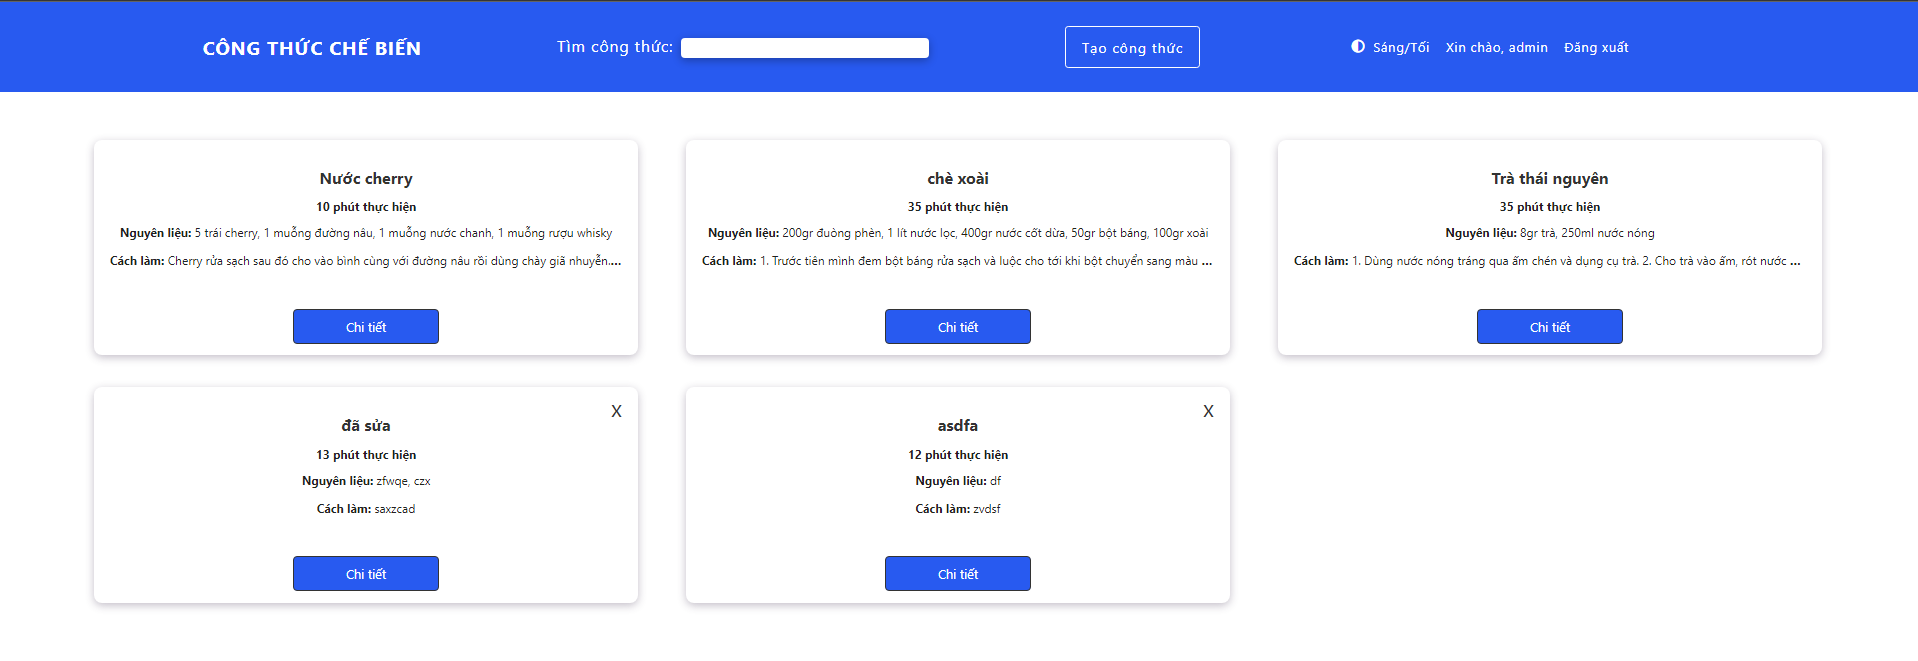 CÔNG THỨC CHẾ BIẾN
Tìm công thức:
Tạo công thức
Sáng/Tối
Xin chào, admin
Đăng xuất
Nước cherry
10 phút thực hiện
Nguyên liệu: 5 trái cherry, 1 muỗng đường nâu, 1 muỗng nước chanh, 1 muỗng rượu whisky
Cách làm: Cherry rửa sạch sau đó cho vào bình cùng với đường nâu rồi dùng chày giã nhuyễn....
Chi tiết
chè xoài
35 phút thực hiện
Nguyên liệu: 200gr đuòng phèn, 1 lít nước lọc, 400gr nước cốt dừa, 50gr bột báng, 100gr xoài
Cách làm: 1. Trước tiên mình đem bột báng rửa sạch và luộc cho tới khi bột chuyển sang màu ...
Chi tiết
Trà thái nguyên
35 phút thực hiện
Nguyên liệu: 8gr trà, 250ml nước nóng
Cách làm: 1. Dùng nước nóng tráng qua ấm chén và dụng cụ trà. 2. Cho trà vào ấm, rót nước ...
Chi tiết
X
đã sửa
13 phút thực hiện
Nguyên liệu: zfwqe, czx
Cách làm: saxzcad
Chi tiết
X
asdfa
12 phút thực hiện
Nguyên liệu: df
Cách làm: zvdsf
Chi tiết